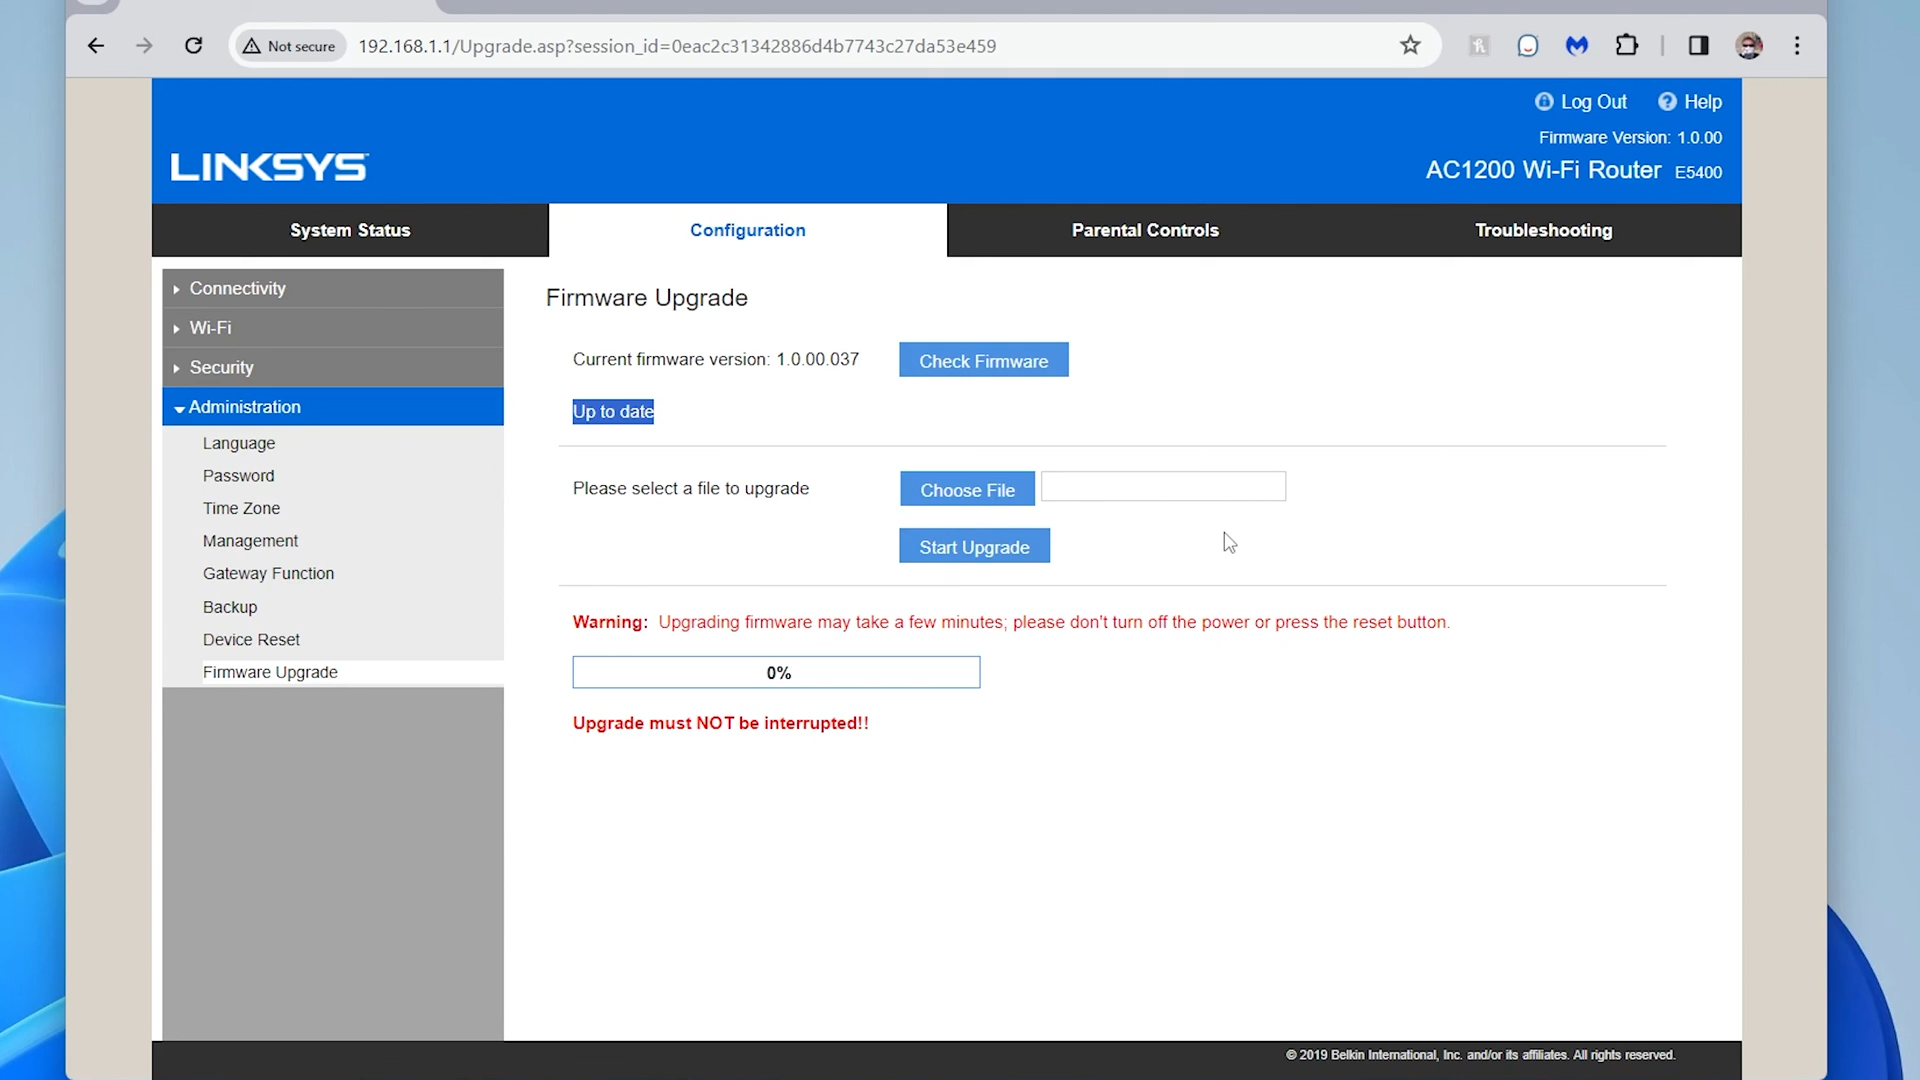 Not secure
192.168.1.1/Upgrade.asp?session_id=0eac2c31342886d4b7743c27da53e459
Log Out
Help
Firmware Version: 1.0.00
LINKSYS
AC1200 Wi-Fi Router E5400
System Status
Configuration
Parental Controls
Troubleshooting
Connectivity
Wi-Fi
Security
Administration
Language
Password
Time Zone
Management
Gateway Function
Backup
Device Reset
Firmware Upgrade
Firmware Upgrade
Current firmware version: 1.0.00.037
Check Firmware
Up to date
Please select a file to upgrade
Choose File
Start Upgrade
Warning: Upgrading firmware may take a few minutes; please don't turn off the power or press the reset button.
0%
Upgrade must NOT be interrupted!!
© 2019 Belkin International, Inc. and/or its affiliates. All rights reserved.